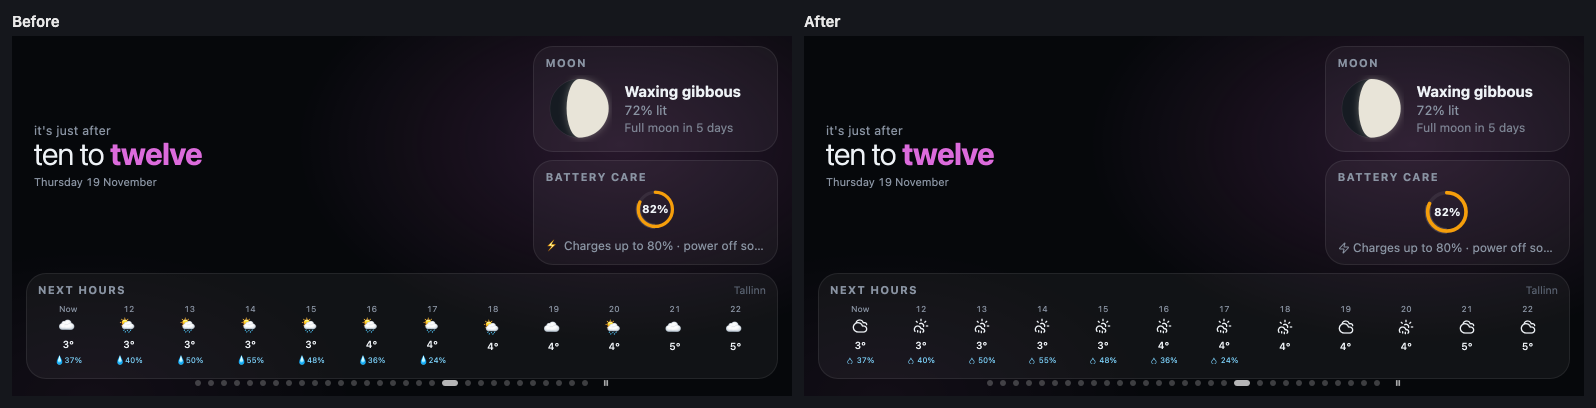 Before
MOON
Waxing gibbous
72% lit
Full moon in 5 days
it's just after
ten to twelve
Thursday 19 November
BATTERY CARE
82%
Charges up to 80% · power off so...
NEXT HOURS
Tallinn
Now 12 13 14 15 16 17 18 19 20 21 22
3° 3° 3° 3° 3° 4° 4° 4° 4° 4° 5° 5°
37% 40% 50% 55% 48% 36% 24%
After
MOON
Waxing gibbous
72% lit
Full moon in 5 days
it's just after
ten to twelve
Thursday 19 November
BATTERY CARE
82%
Charges up to 80% · power off so...
NEXT HOURS
Tallinn
Now 12 13 14 15 16 17 18 19 20 21 22
3° 3° 3° 3° 3° 4° 4° 4° 4° 4° 5° 5°
37% 40% 50% 55% 48% 36% 24%